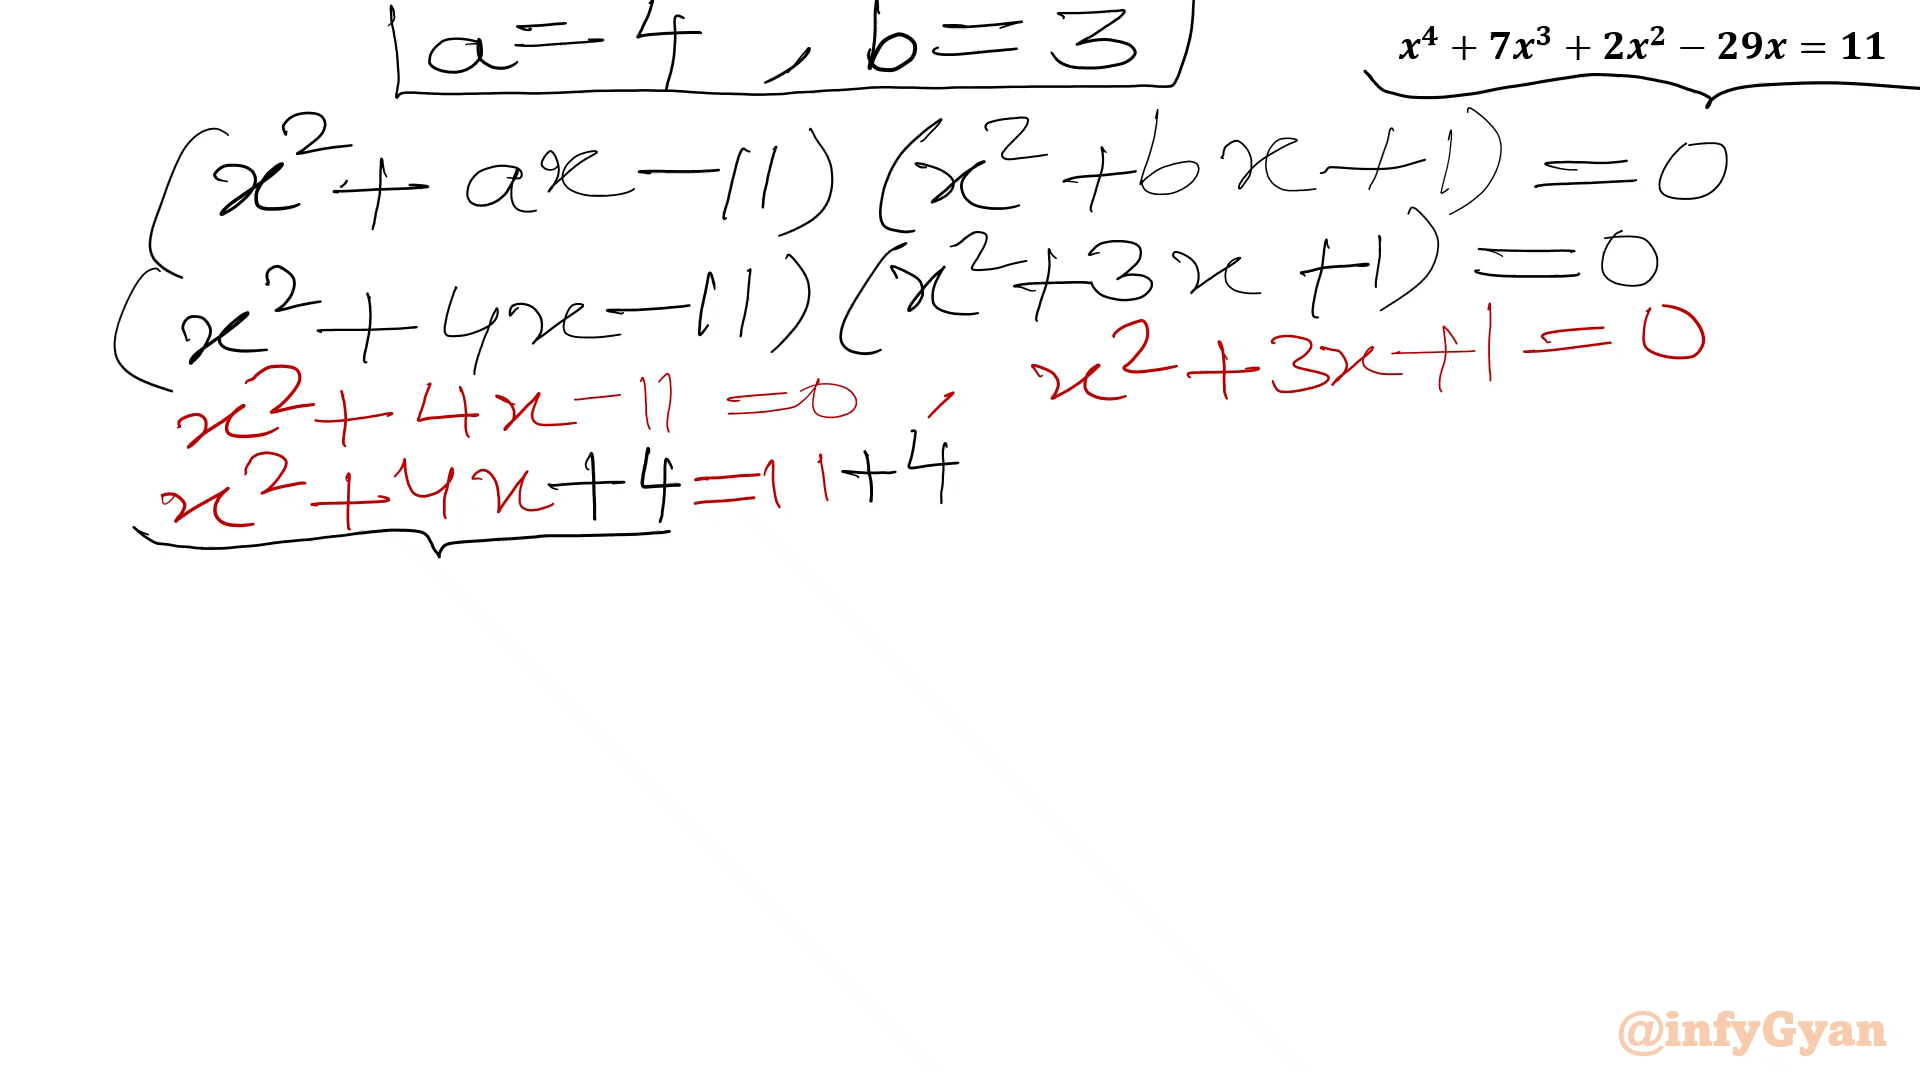 a = 4 , b = 3
x⁴ + 7x³ + 2x² − 29x = 11
(x² + ax − 11) (x² + bx + 1) = 0
(x² + 4x − 11) (x² + 3x + 1) = 0
x² + 4x − 11 = 0 , x² + 3x + 1 = 0
x² + 4x + 4 = 11 + 4
@infyGyan